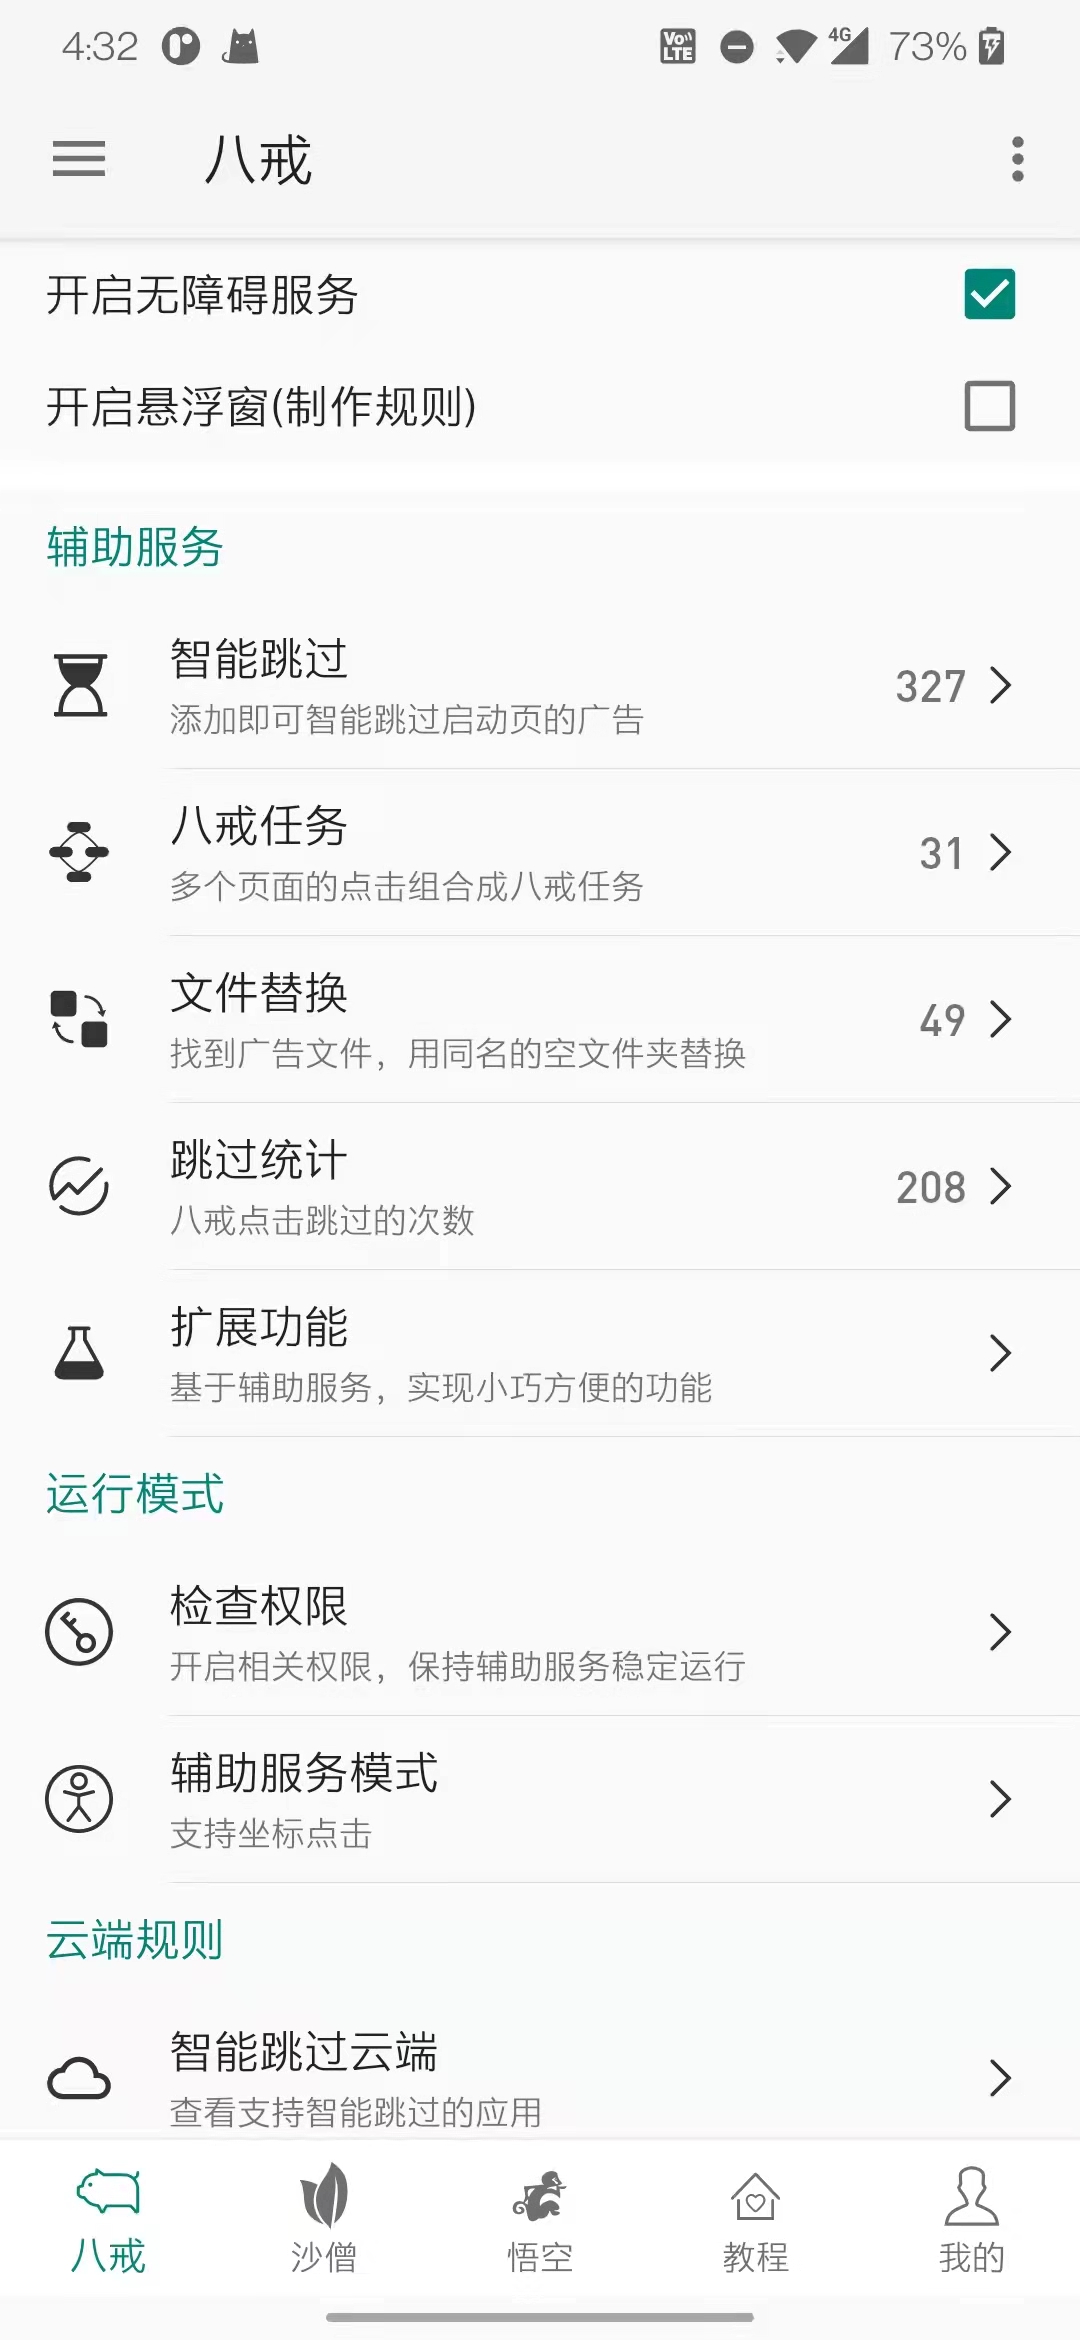 4:32 VoLTE 4G 73%
八戒
开启无障碍服务
开启悬浮窗(制作规则)
辅助服务
智能跳过
添加即可智能跳过启动页的广告
327
八戒任务
多个页面的点击组合成八戒任务
31
文件替换
找到广告文件，用同名的空文件夹替换
49
跳过统计
八戒点击跳过的次数
208
扩展功能
基于辅助服务，实现小巧方便的功能
运行模式
检查权限
开启相关权限，保持辅助服务稳定运行
辅助服务模式
支持坐标点击
云端规则
智能跳过云端
查看支持智能跳过的应用
八戒 沙僧 悟空 教程 我的